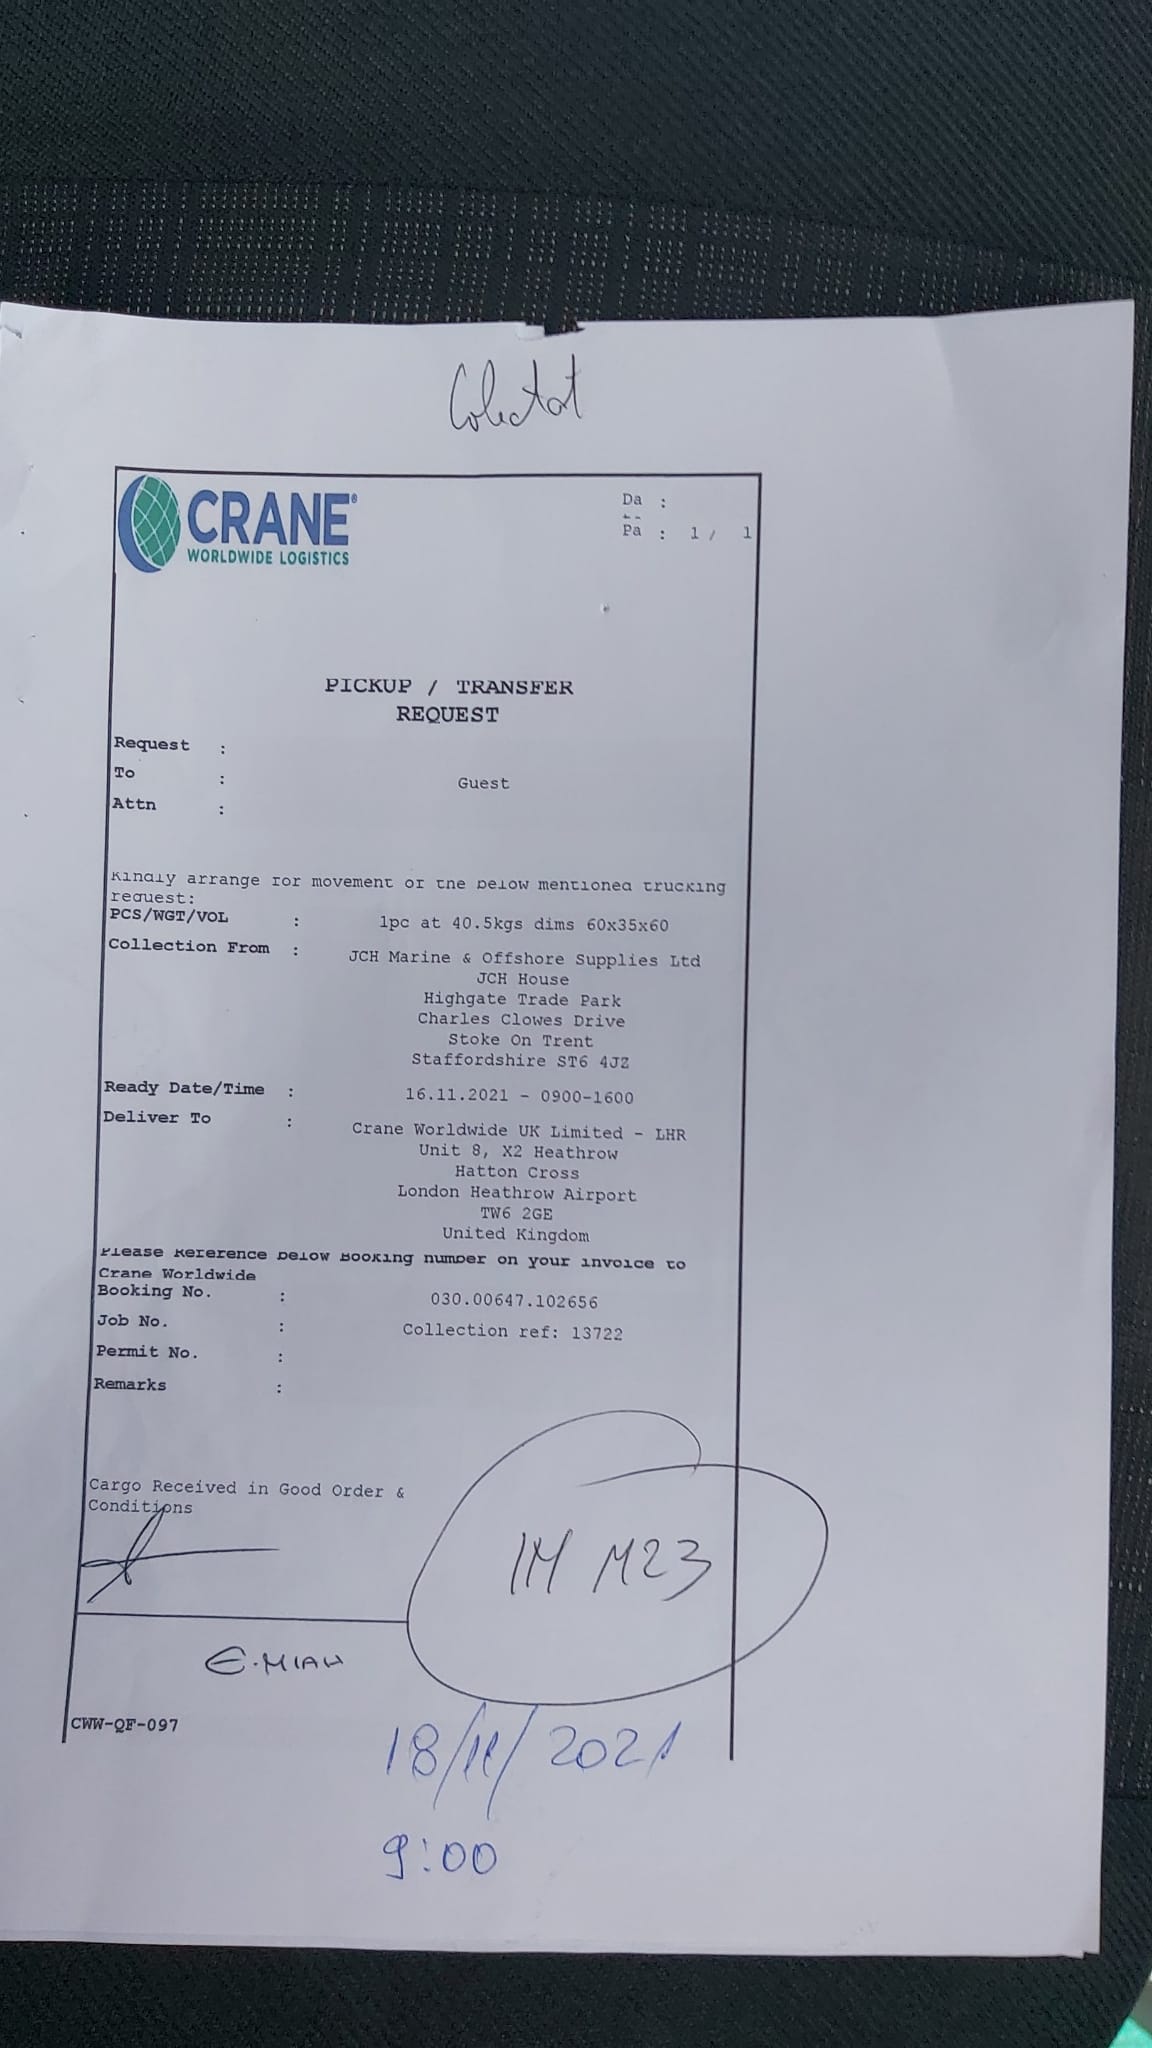 Colectat
CRANE®
WORLDWIDE LOGISTICS
Da :
Pa : 1 / 1
PICKUP / TRANSFER
REQUEST
Request :
To : Guest
Attn :
Kindly arrange for movement of the below mentioned trucking
request:
PCS/WGT/VOL : 1pc at 40.5kgs dims 60x35x60
Collection From : JCH Marine & Offshore Supplies Ltd
JCH House
Highgate Trade Park
Charles Clowes Drive
Stoke On Trent
Staffordshire ST6 4JZ
Ready Date/Time : 16.11.2021 - 0900-1600
Deliver To : Crane Worldwide UK Limited - LHR
Unit 8, X2 Heathrow
Hatton Cross
London Heathrow Airport
TW6 2GE
United Kingdom
Please Reference below Booking number on your invoice to
Crane Worldwide
Booking No. : 030.00647.102656
Job No. : Collection ref: 13722
Permit No. :
Remarks :
Cargo Received in Good Order &
Conditions
1M M23
E.MIAH
CWW-QF-097
18/11/2021
9:00